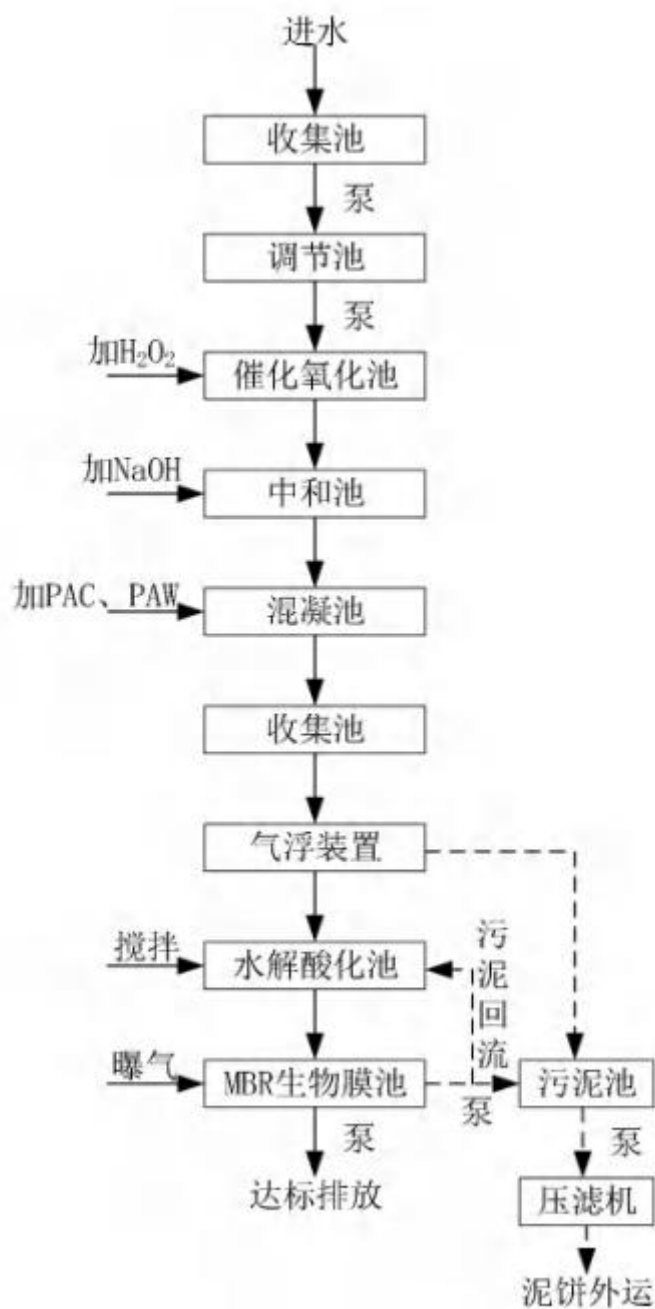 进水
收集池
泵
调节池
泵
加H₂O₂
催化氧化池
加NaOH
中和池
加PAC、PAW
混凝池
收集池
气浮装置
搅拌
水解酸化池
污泥回流
曝气
MBR生物膜池
泵
污泥池
泵
泵
达标排放
压滤机
泥饼外运